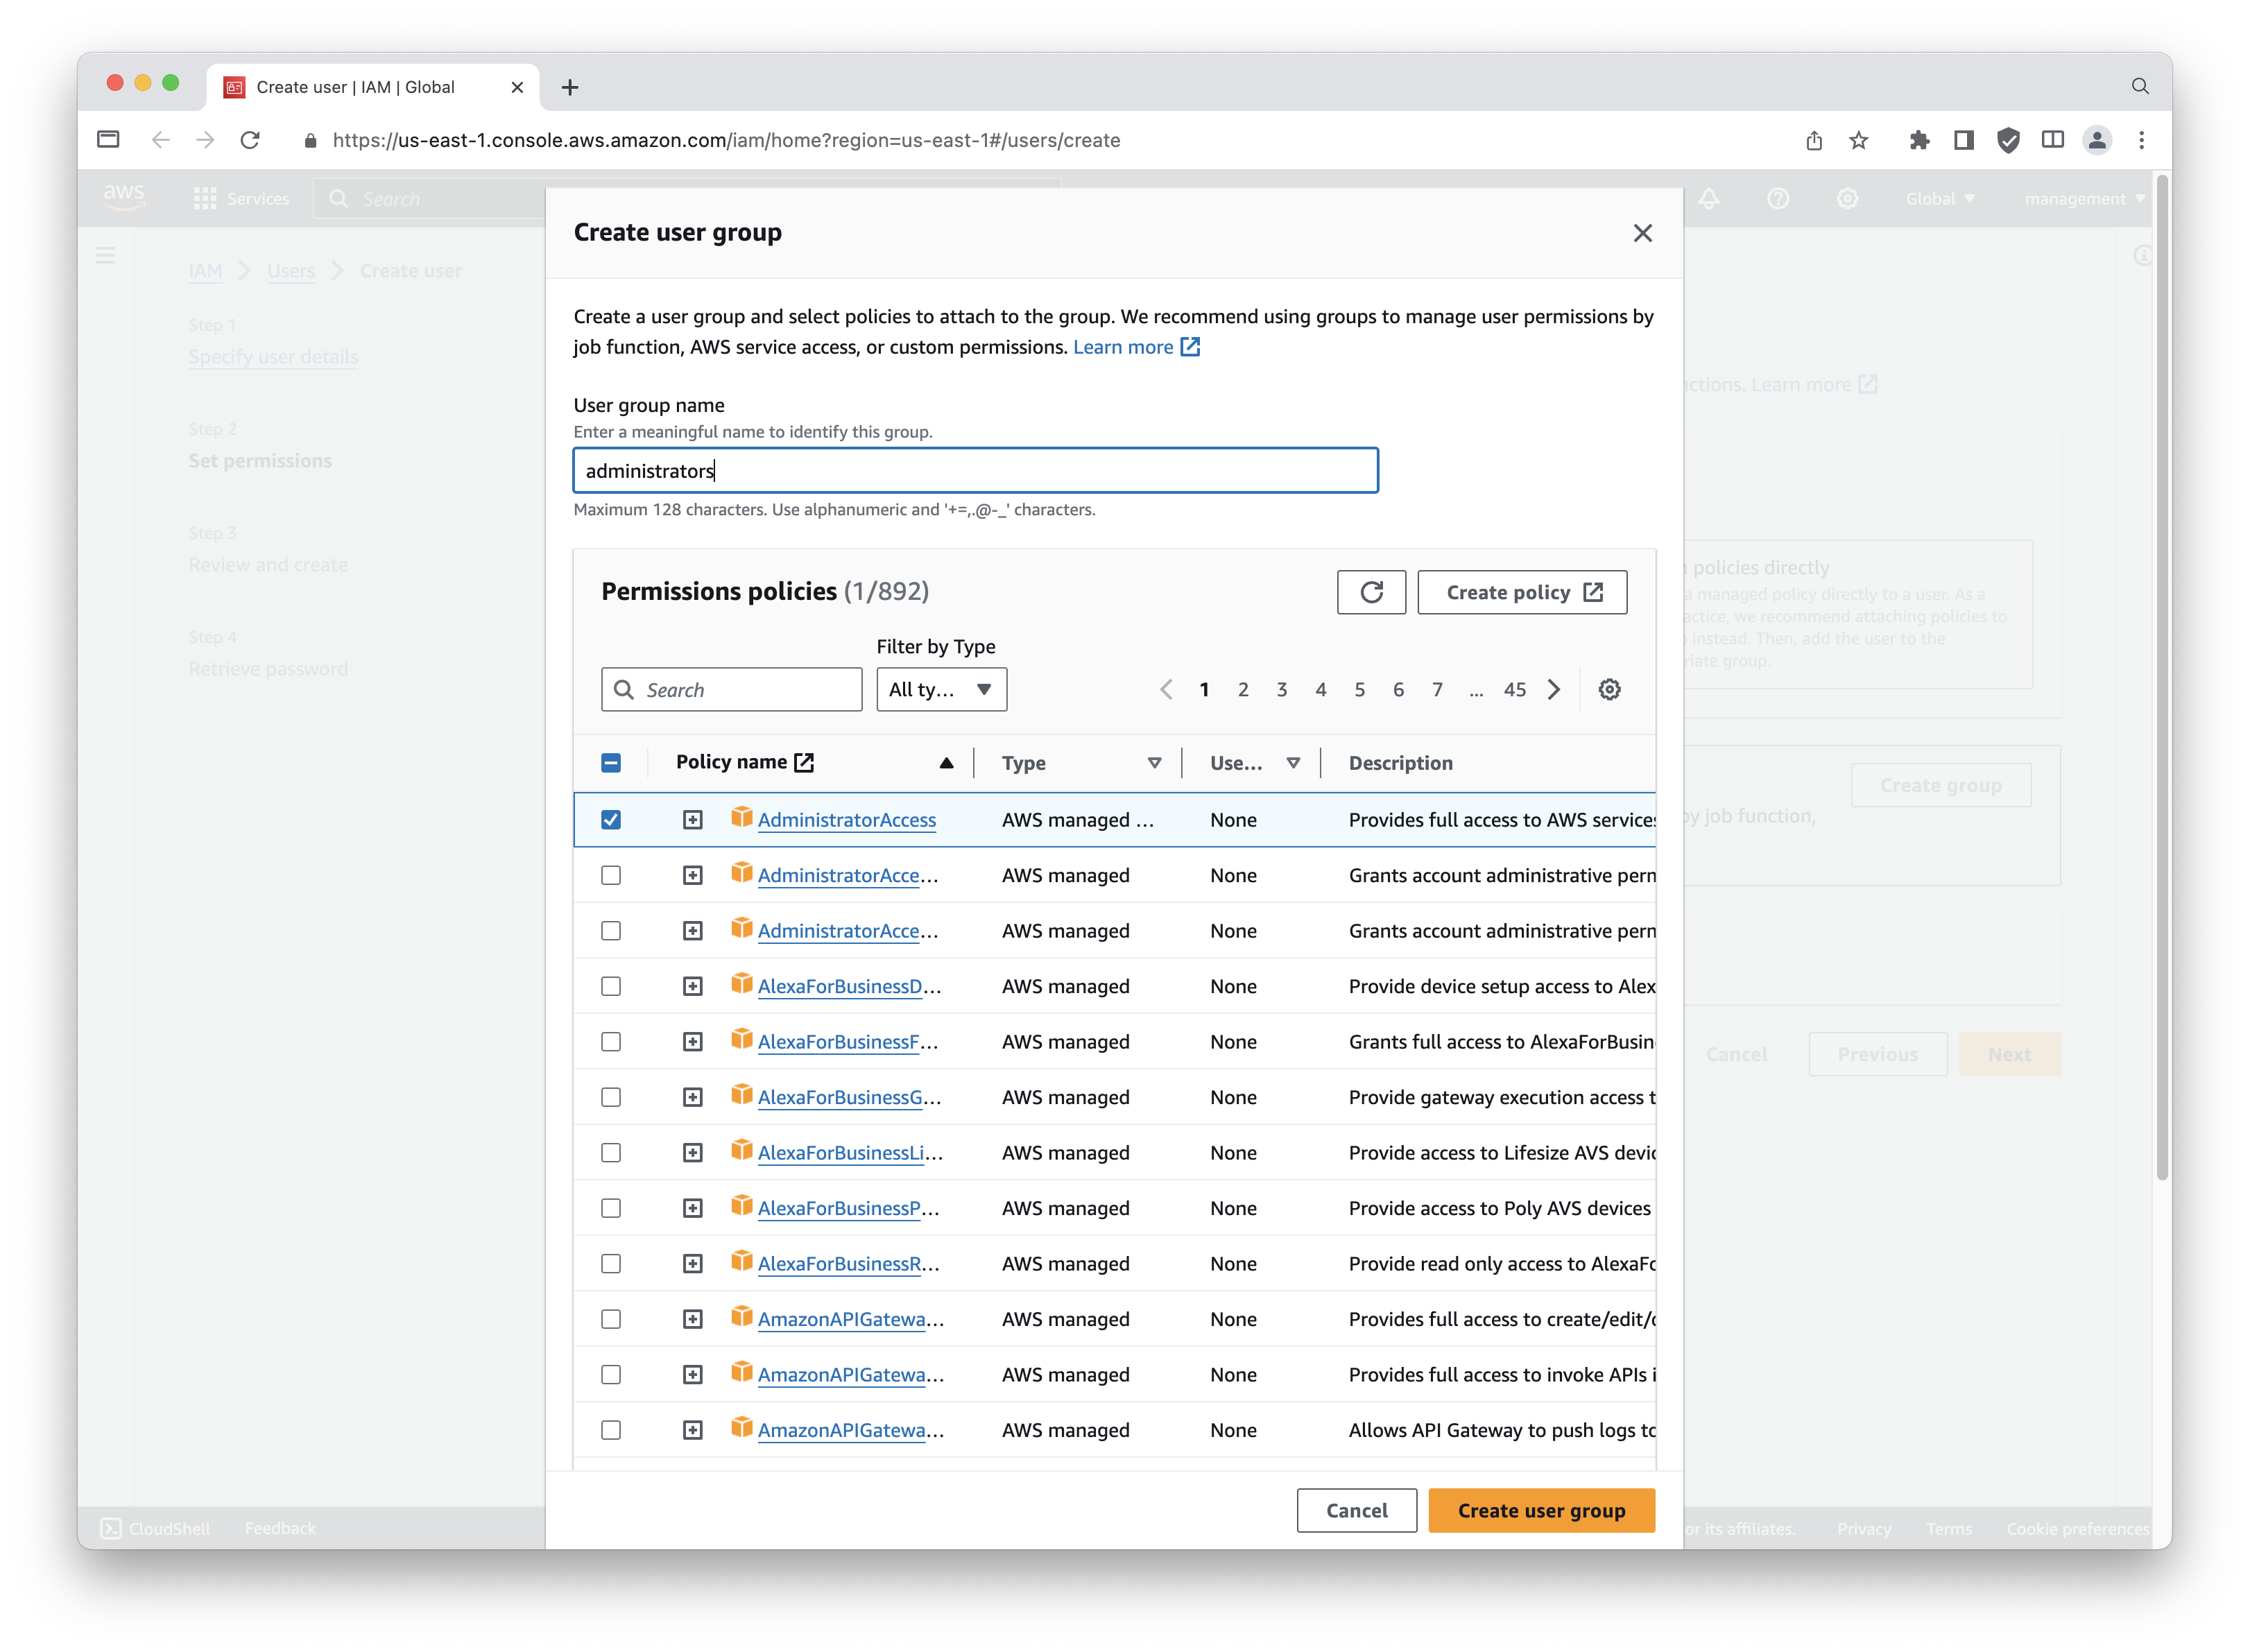 Create user | IAM | Global
https://us-east-1.console.aws.amazon.com/iam/home?region=us-east-1#/users/create
aws
Services
Search
Global
management
IAM
Users
Create user
Step 1
Specify user details
Step 2
Set permissions
Step 3
Review and create
Step 4
Retrieve password
Create user group
Create a user group and select policies to attach to the group. We recommend using groups to manage user permissions by
job function, AWS service access, or custom permissions. Learn more
User group name
Enter a meaningful name to identify this group.
administrators
Maximum 128 characters. Use alphanumeric and '+=,.@-_' characters.
Permissions policies (1/892)
Create policy
Filter by Type
Search
All ty...
1 2 3 4 5 6 7 ... 45
Policy name Type Use... Description
AdministratorAccess AWS managed ... None Provides full access to AWS services
AdministratorAcce... AWS managed None Grants account administrative perm
AdministratorAcce... AWS managed None Grants account administrative perm
AlexaForBusinessD... AWS managed None Provide device setup access to Alex
AlexaForBusinessF... AWS managed None Grants full access to AlexaForBusin
AlexaForBusinessG... AWS managed None Provide gateway execution access t
AlexaForBusinessLi... AWS managed None Provide access to Lifesize AVS devic
AlexaForBusinessP... AWS managed None Provide access to Poly AVS devices
AlexaForBusinessR... AWS managed None Provide read only access to AlexaFo
AmazonAPIGatewa... AWS managed None Provides full access to create/edit/d
AmazonAPIGatewa... AWS managed None Provides full access to invoke APIs i
AmazonAPIGatewa... AWS managed None Allows API Gateway to push logs to
Cancel
Create user group
nctions. Learn more
policies directly
a managed policy directly to a user. As a
actice, we recommend attaching policies to
instead. Then, add the user to the
riate group.
Create group
by job function,
Cancel
Previous
Next
CloudShell
Feedback
or its affiliates.
Privacy
Terms
Cookie preferences